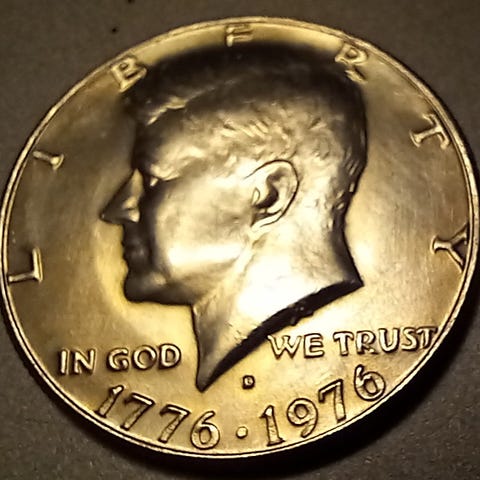 LIBERTY
IN GOD WE TRUST
D
1776 · 1976